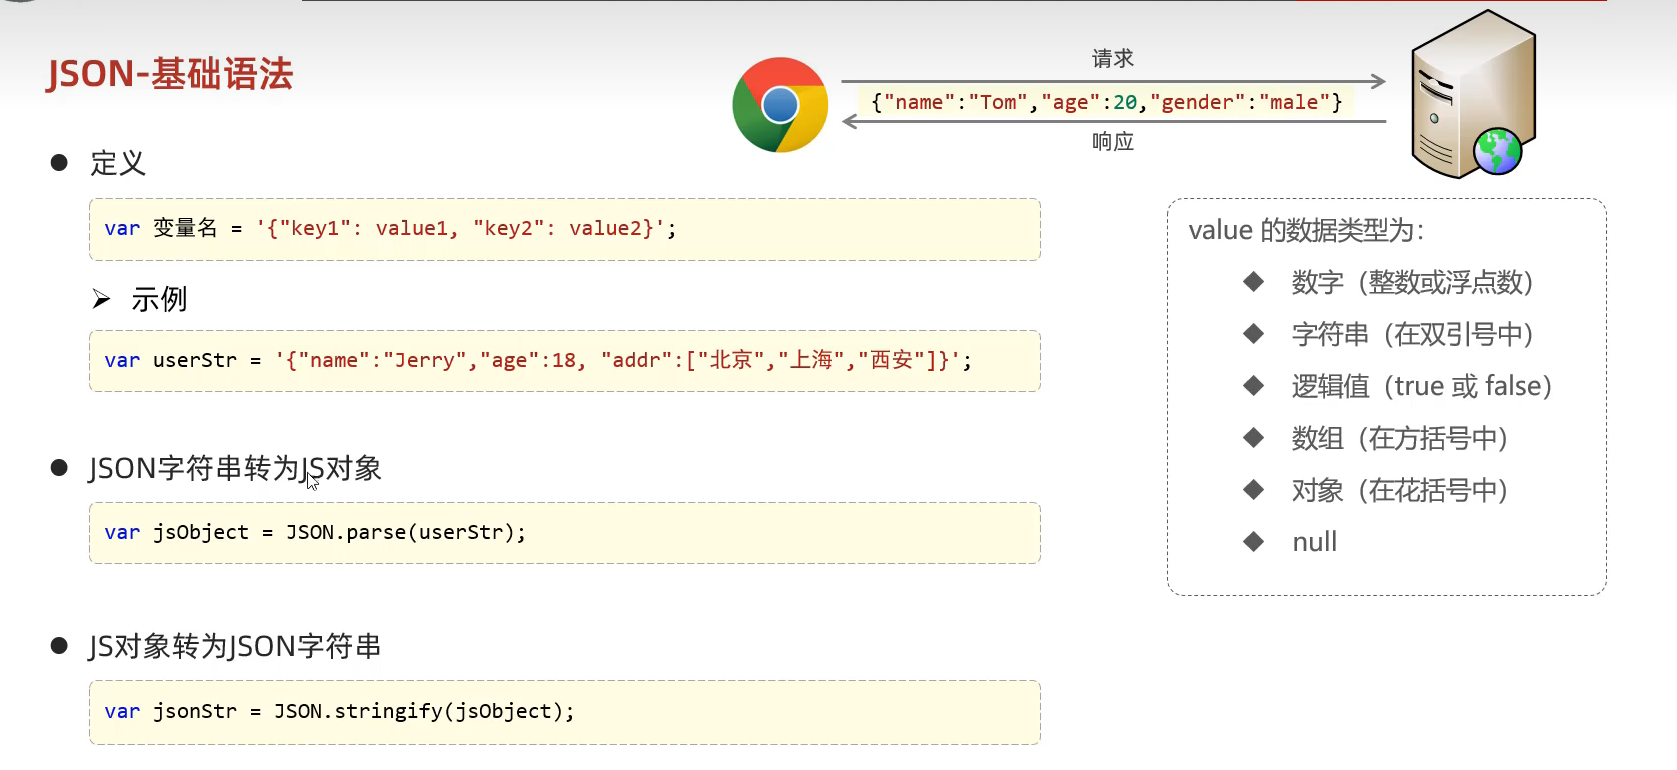 JSON-基础语法
请求
{"name":"Tom","age":20,"gender":"male"}
响应
定义
var 变量名 = '{"key1": value1, "key2": value2}';
示例
var userStr = '{"name":"Jerry","age":18, "addr":["北京","上海","西安"]}';
JSON字符串转为JS对象
var jsObject = JSON.parse(userStr);
JS对象转为JSON字符串
var jsonStr = JSON.stringify(jsObject);
value 的数据类型为：
数字（整数或浮点数）
字符串（在双引号中）
逻辑值（true 或 false）
数组（在方括号中）
对象（在花括号中）
null